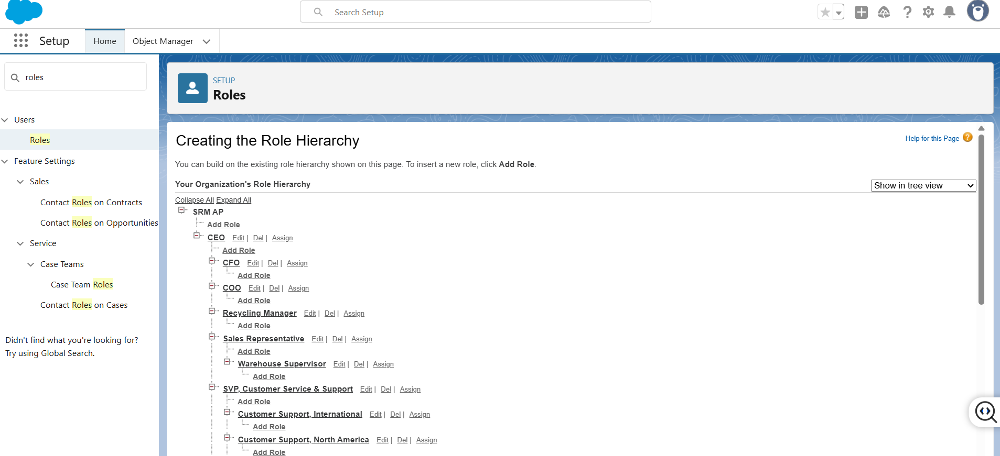 Search Setup
Setup
Home
Object Manager
roles
Users
Roles
Feature Settings
Sales
Contact Roles on Contracts
Contact Roles on Opportunities
Service
Case Teams
Case Team Roles
Contact Roles on Cases
Didn't find what you're looking for?
Try using Global Search.
SETUP
Roles
Creating the Role Hierarchy
Help for this Page ?
You can build on the existing role hierarchy shown on this page. To insert a new role, click Add Role.
Your Organization's Role Hierarchy
Show in tree view
Collapse All Expand All
SRM AP
Add Role
CEO Edit | Del | Assign
Add Role
CFO Edit | Del | Assign
Add Role
COO Edit | Del | Assign
Add Role
Recycling Manager Edit | Del | Assign
Add Role
Sales Representative Edit | Del | Assign
Add Role
Warehouse Supervisor Edit | Del | Assign
Add Role
SVP, Customer Service & Support Edit | Del | Assign
Add Role
Customer Support, International Edit | Del | Assign
Add Role
Customer Support, North America Edit | Del | Assign
Add Role